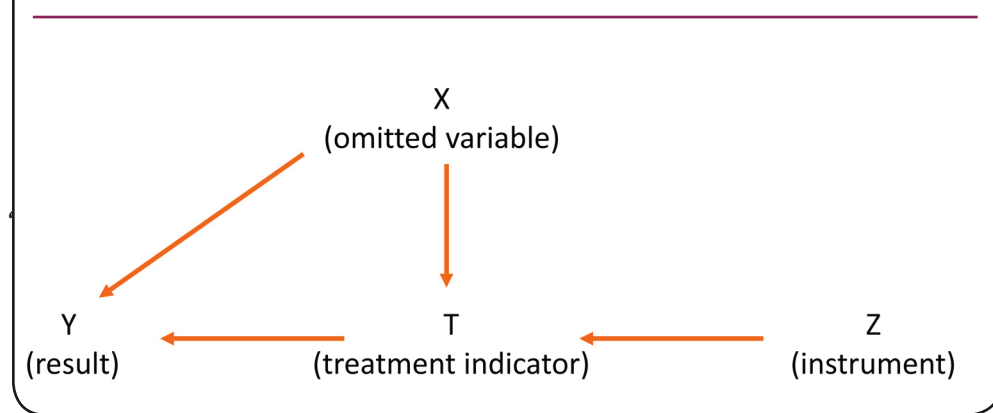 X
(omitted variable)
Y
(result)
T
(treatment indicator)
Z
(instrument)